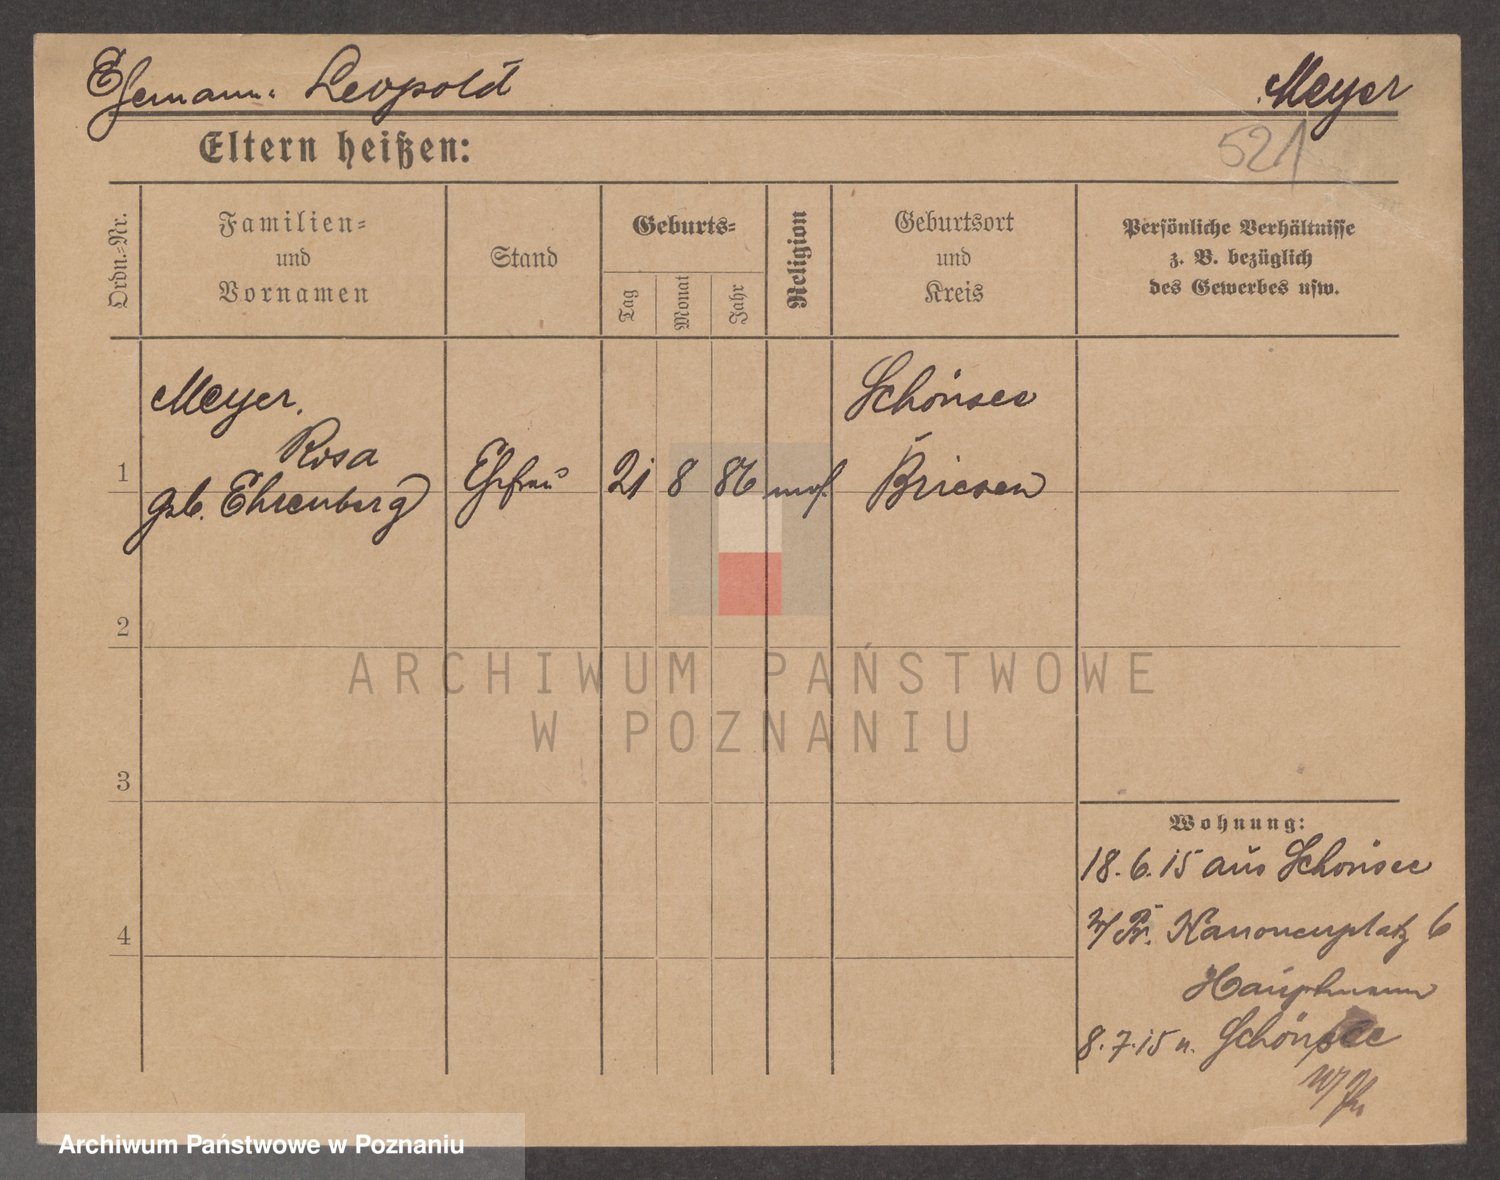 Ehemann: Leopold Meyer
521
Eltern heißen:
Ordn.=Nr.
Familien=
und
Vornamen
Stand
Geburts=
Tag
Monat
Jahr
Religion
Geburtsort
und
Kreis
Persönliche Verhältnisse
z. B. bezüglich
des Gewerbes usw.
1
Meyer,
Rosa
geb. Ehrenberg
Ehefrau
21 8 86 mos.
Schönsee
Briesen
2
3
4
Wohnung:
18.6.15 aus Schönsee
W/Pr. Kanonenplatz 6
Hauptmann
8.7.15 n. Schönsee
W/Pr
ARCHIWUM PAŃSTWOWE
W POZNANIU
Archiwum Państwowe w Poznaniu